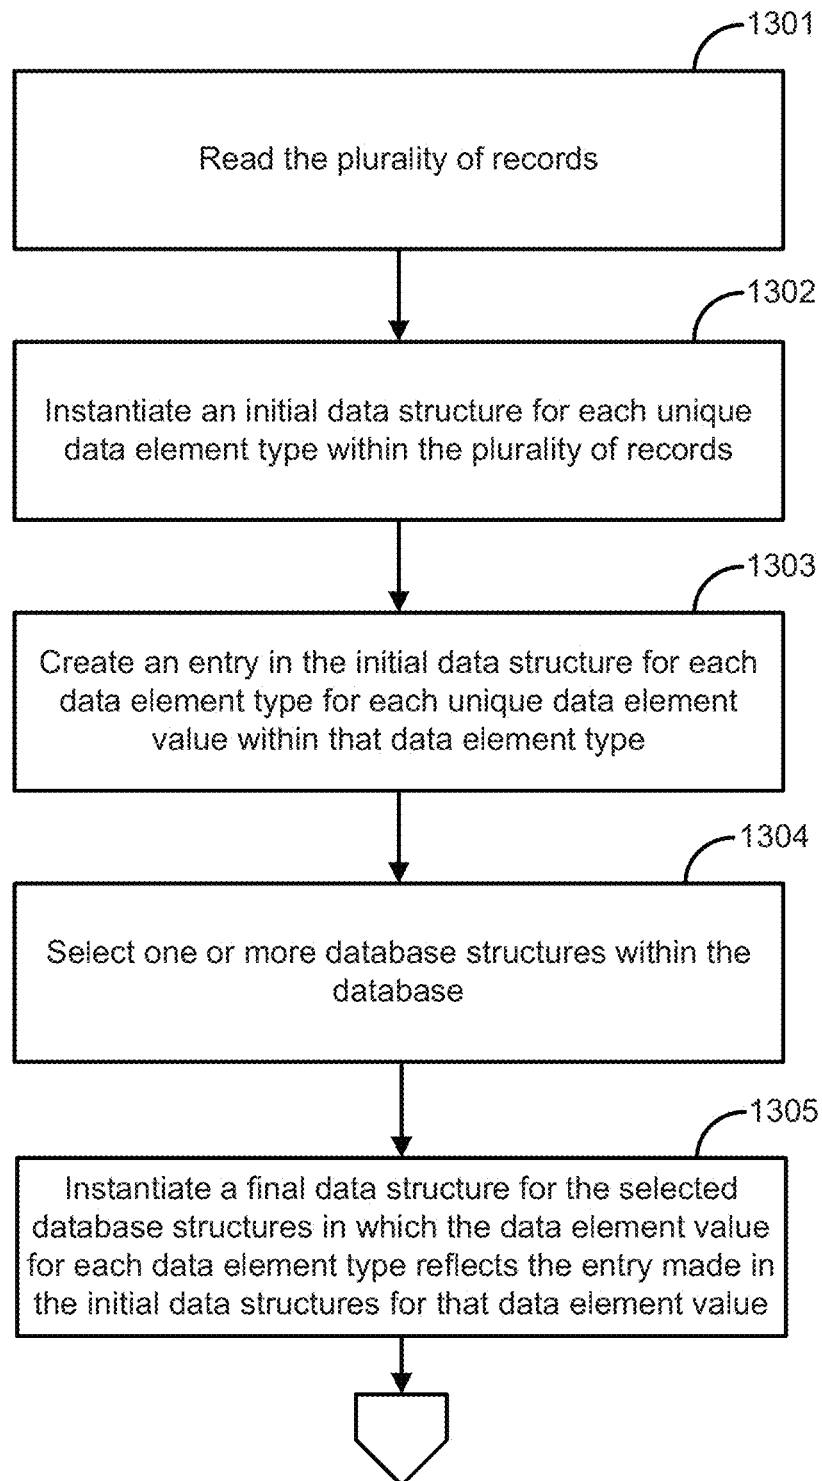 1301
Read the plurality of records
1302
Instantiate an initial data structure for each unique
data element type within the plurality of records
1303
Create an entry in the initial data structure for each
data element type for each unique data element
value within that data element type
1304
Select one or more database structures within the
database
1305
Instantiate a final data structure for the selected
database structures in which the data element value
for each data element type reflects the entry made in
the initial data structures for that data element value